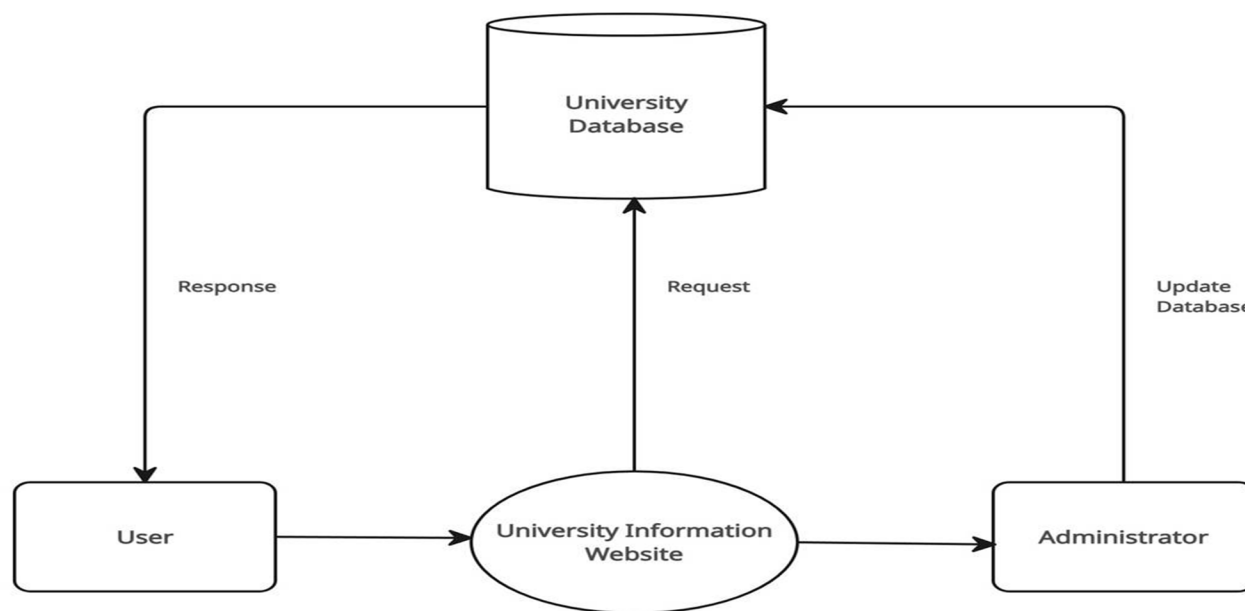 University
Database
Response
Request
Update
Database
User
University Information
Website
Administrator